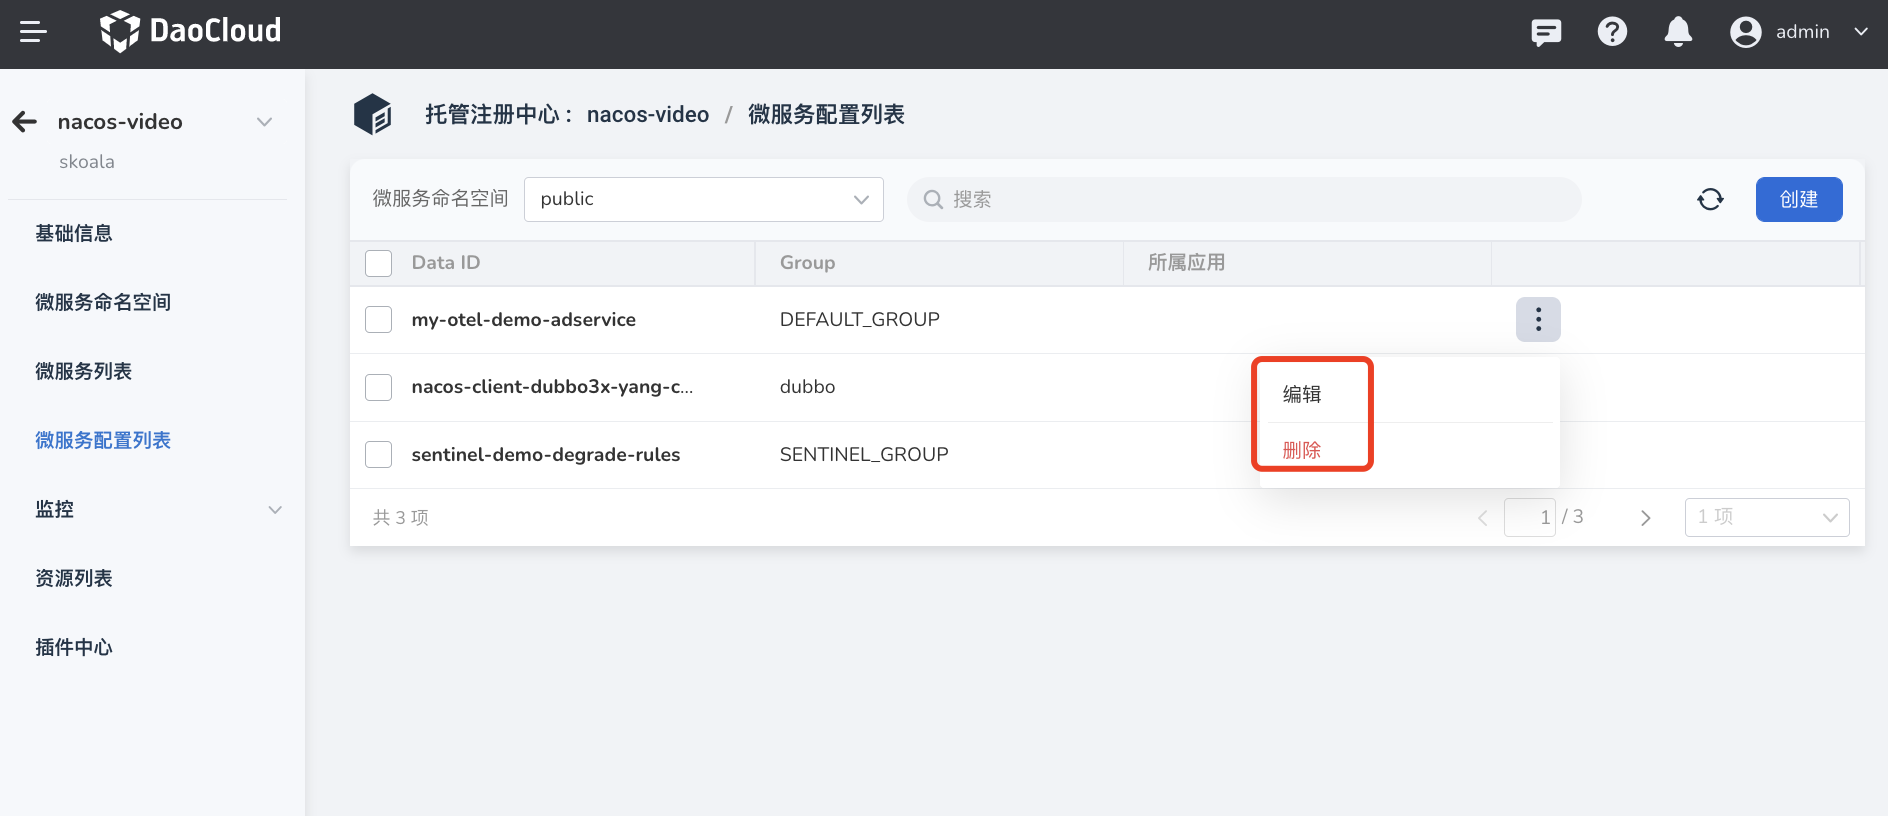 DaoCloud
admin
nacos-video
skoala
基础信息
微服务命名空间
微服务列表
微服务配置列表
监控
资源列表
插件中心
托管注册中心： nacos-video / 微服务配置列表
微服务命名空间 public 搜索 创建
Data ID Group 所属应用
my-otel-demo-adservice DEFAULT_GROUP
nacos-client-dubbo3x-yang-c... dubbo
编辑
sentinel-demo-degrade-rules SENTINEL_GROUP
删除
共 3 项 1 / 3 1 项